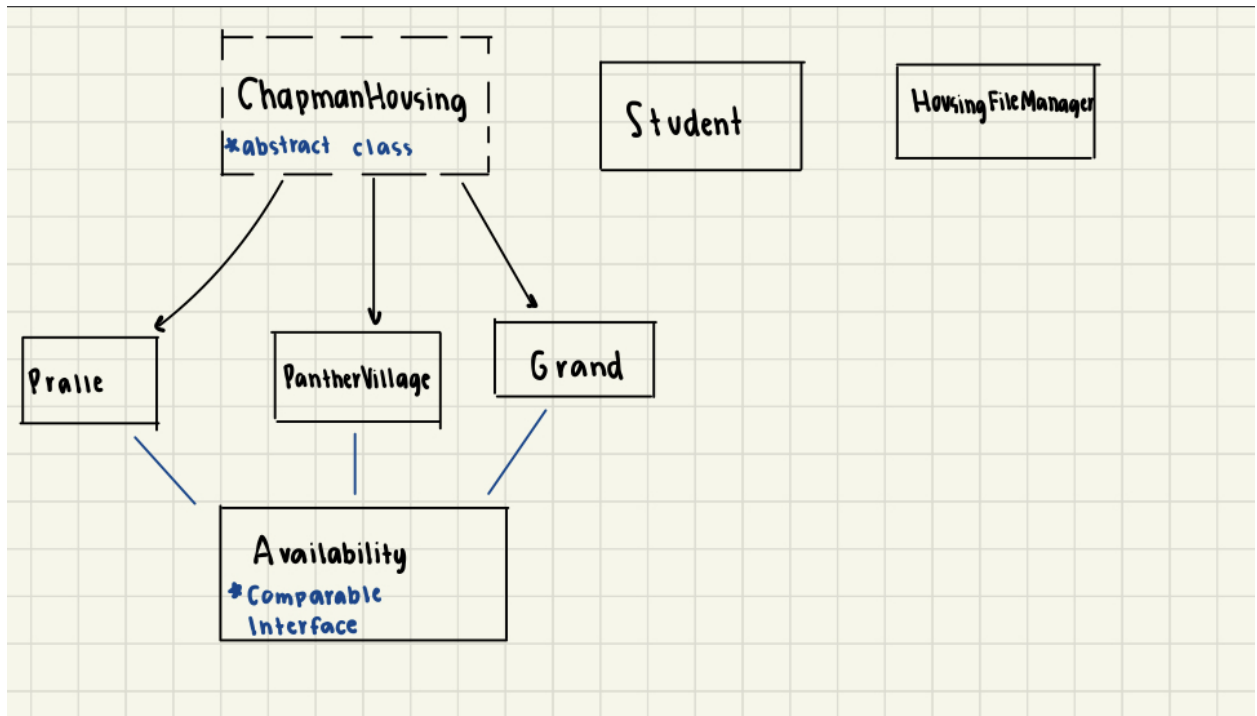 ChapmanHousing
*abstract class
Student
HousingFileManager
Pralle
PantherVillage
Grand
Availability
*Comparable
Interface